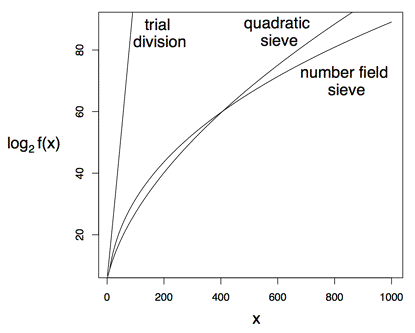 trial
division
quadratic
sieve
number field
sieve
80
60
40
20
log₂ f(x)
0
200
400
600
800
1000
x